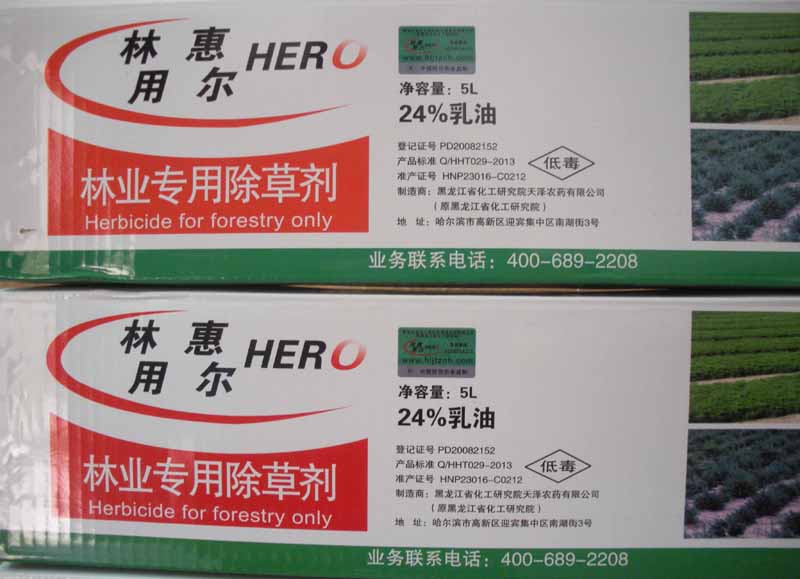 林 惠
用 尔
HERO
www.hljtznh.com
净容量：5L
24%乳油
登记证号 PD20082152
产品标准 Q/HHT029-2013
准产证号 HNP23016-C0212
低毒
制造商：黑龙江省化工研究院天泽农药有限公司
（原黑龙江省化工研究院）
地 址：哈尔滨市高新区迎宾集中区南湖街3号
林业专用除草剂
Herbicide for forestry only
业务联系电话：400-689-2208
林 惠
用 尔
HERO
www.hljtznh.com
净容量：5L
24%乳油
登记证号 PD20082152
产品标准 Q/HHT029-2013
准产证号 HNP23016-C0212
低毒
制造商：黑龙江省化工研究院天泽农药有限公司
（原黑龙江省化工研究院）
地 址：哈尔滨市高新区迎宾集中区南湖街3号
林业专用除草剂
Herbicide for forestry only
业务联系电话：400-689-2208